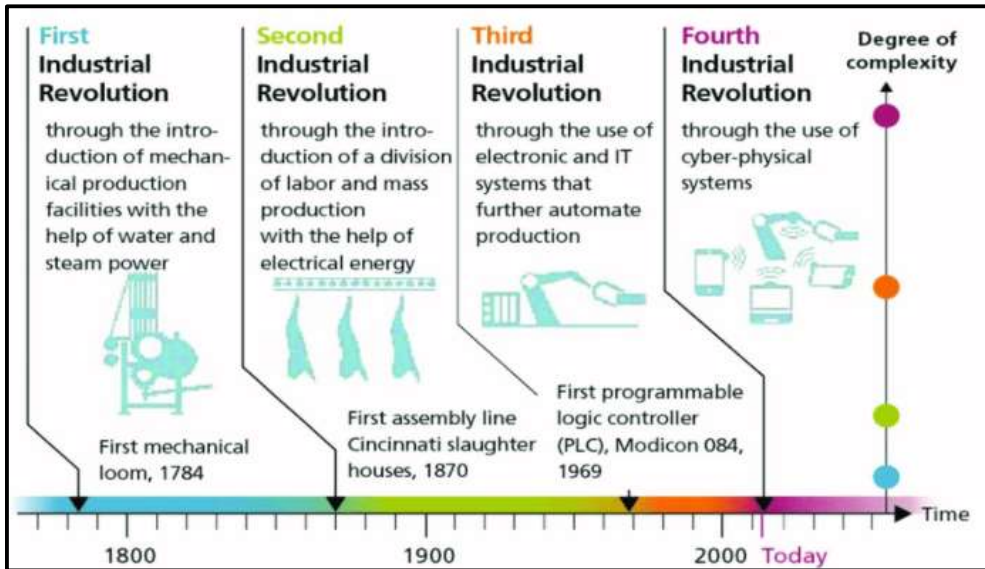 First
Industrial
Revolution
through the intro-
duction of mechan-
ical production
facilities with the
help of water and
steam power
First mechanical
loom, 1784
Second
Industrial
Revolution
through the intro-
duction of a division
of labor and mass
production
with the help of
electrical energy
First assembly line
Cincinnati slaughter
houses, 1870
Third
Industrial
Revolution
through the use of
electronic and IT
systems that
further automate
production
First programmable
logic controller
(PLC), Modicon 084,
1969
Fourth
Industrial
Revolution
through the use of
cyber-physical
systems
Degree of
complexity
Time
1800
1900
2000
Today